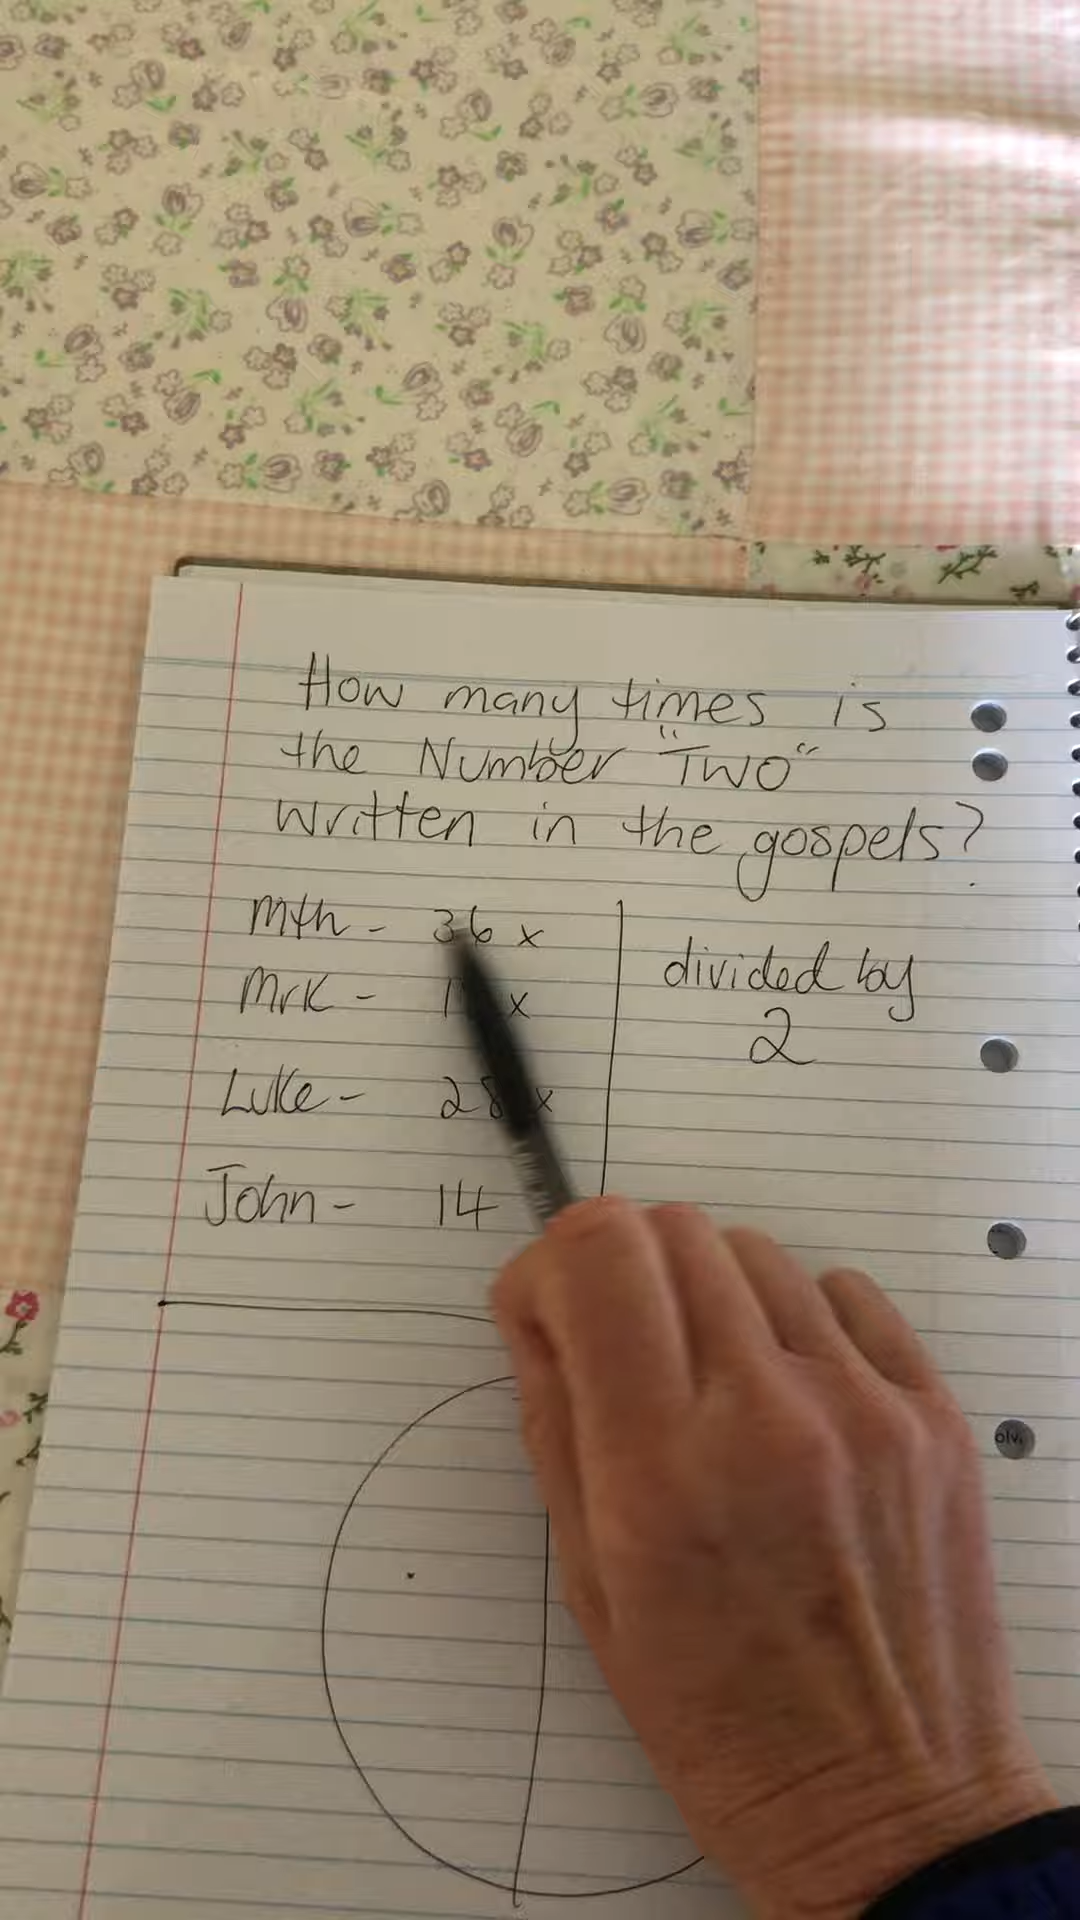 How many times is
the Number "TWO"
written in the gospels?
Mth - 36 x
Mrk - x
Luke - 28 x
John - 14
divided by
2